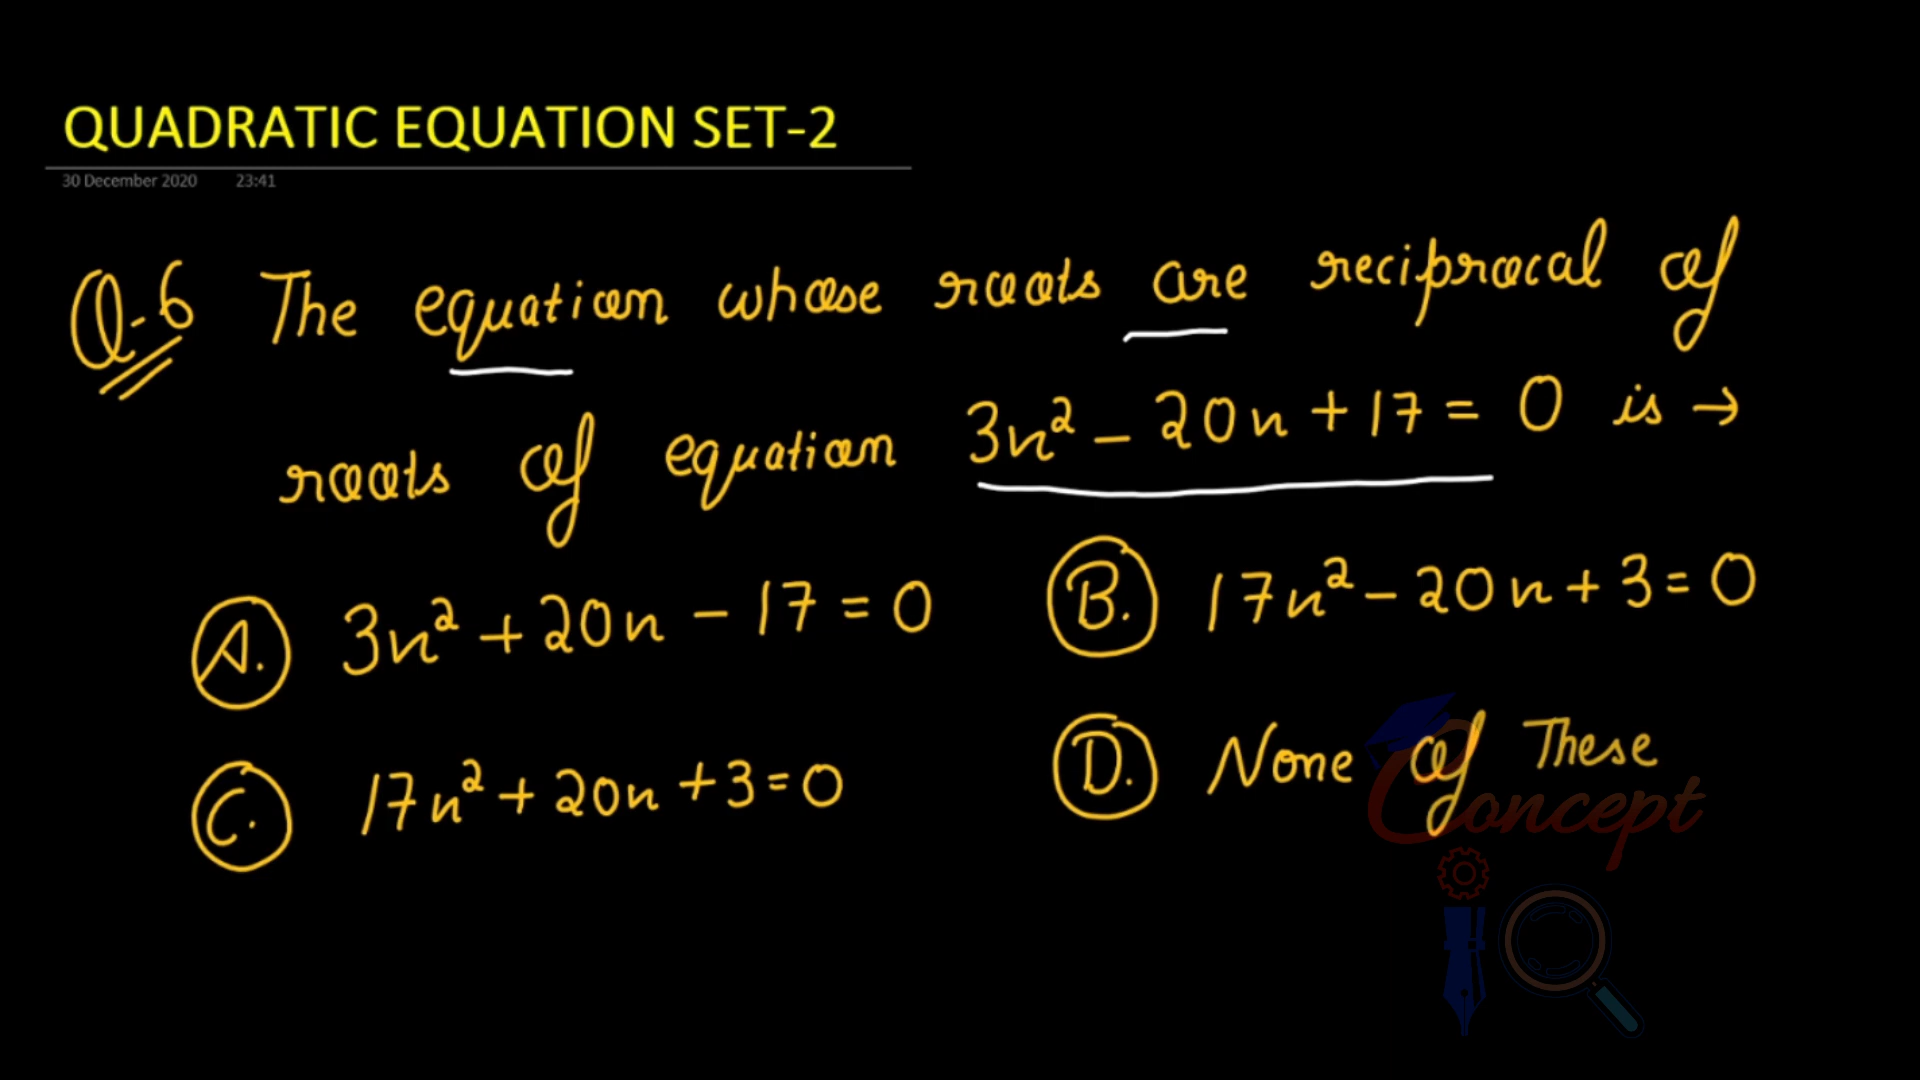 QUADRATIC EQUATION SET-2
30 December 2020 23:41
Q-6 The equation whose roots are reciprocal of
roots of equation 3x² - 20x + 17 = 0 is →
A. 3x² + 20x - 17 = 0
B. 17x² - 20x + 3 = 0
C. 17x² + 20x + 3 = 0
D. None of These
Concept